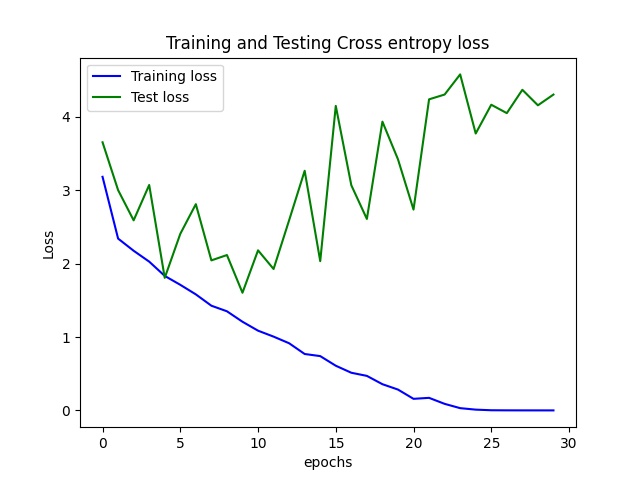 Training and Testing Cross entropy loss
Training loss
Test loss
4
3
2
1
0
Loss
0 5 10 15 20 25 30
epochs